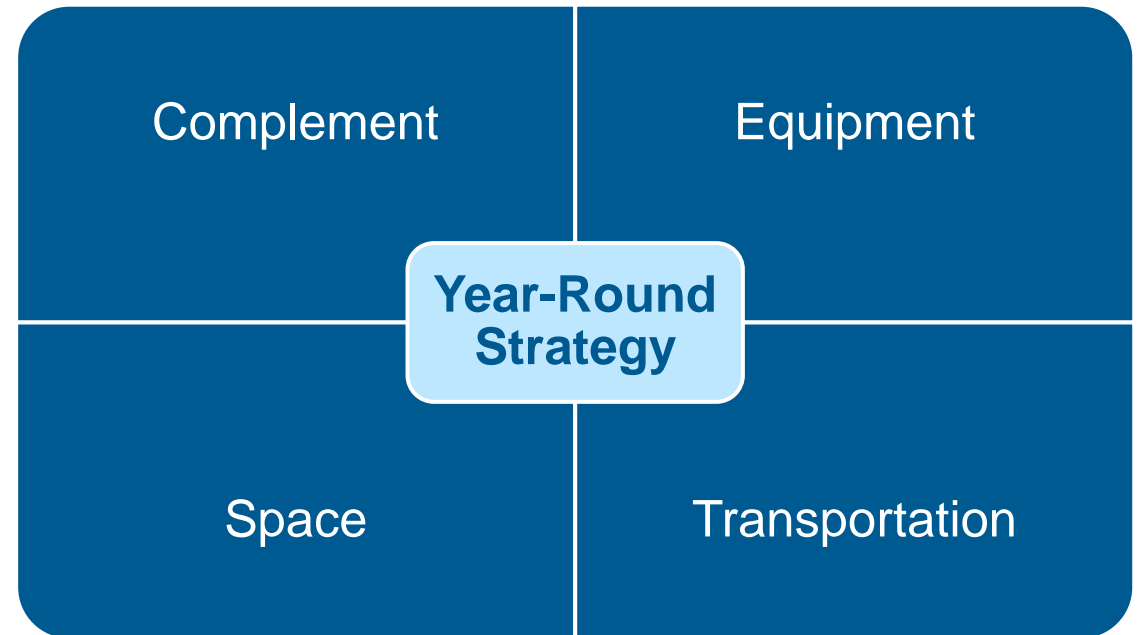 Complement
Equipment
Year-Round
Strategy
Space
Transportation